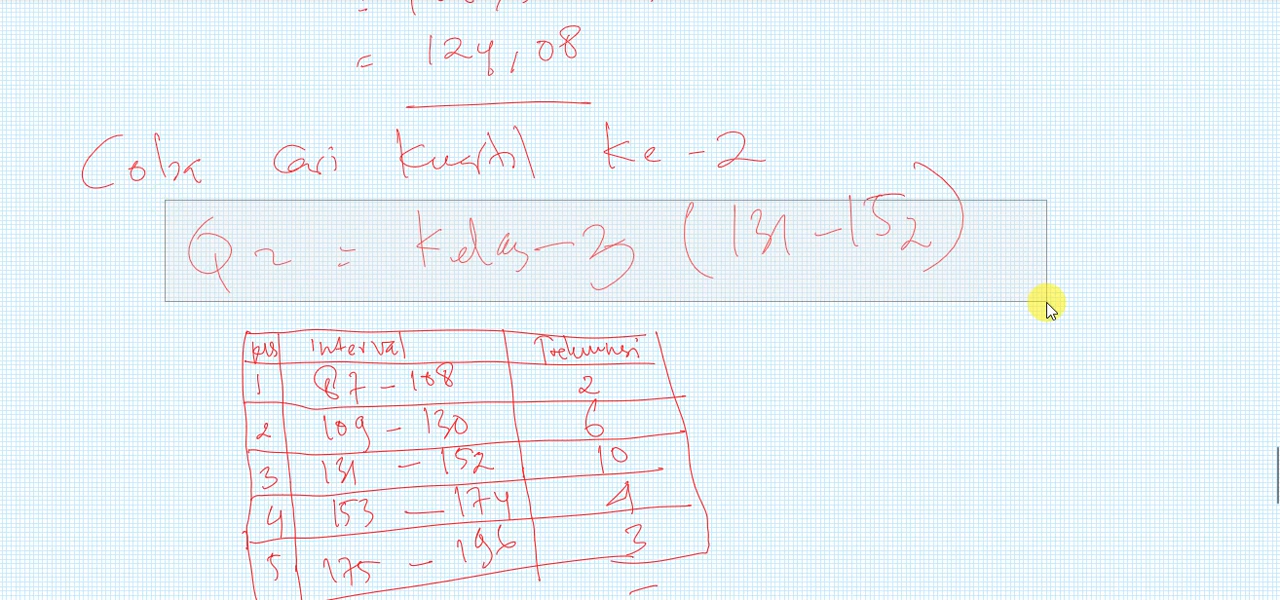 = 124,08
Coba cari kuartil ke-2
Q2 = kelas-3 (131-152)
kls interval frekuensi
1 87-108 2
2 109-130 6
3 131-152 10
4 153-174 4
5 175-196 3